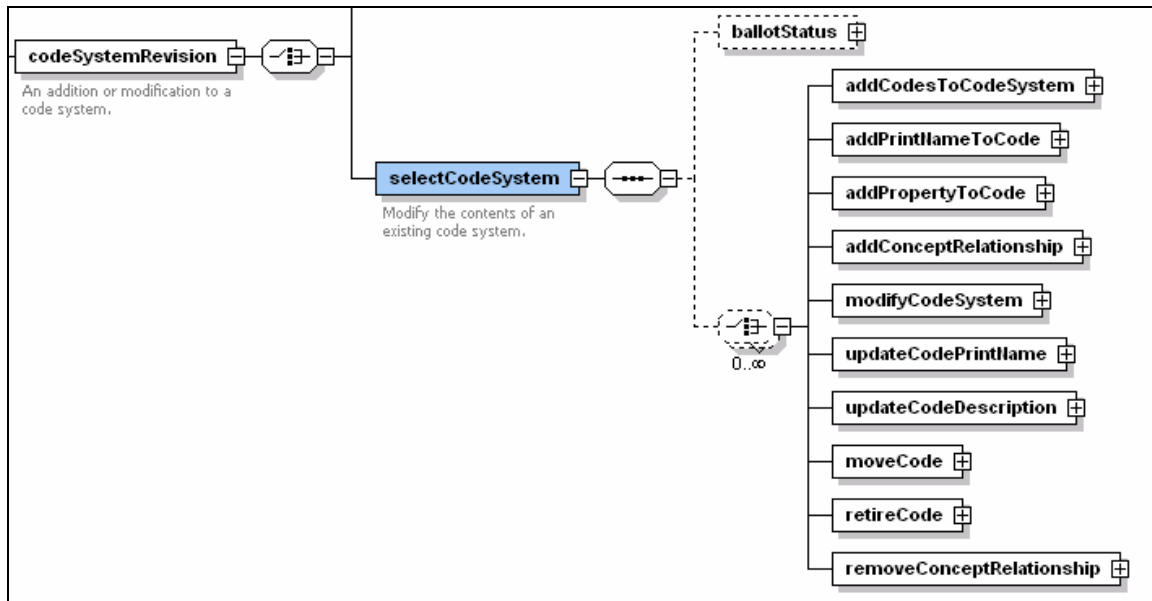 codeSystemRevision
An addition or modification to a
code system.
selectCodeSystem
Modify the contents of an
existing code system.
ballotStatus
addCodesToCodeSystem
addPrintNameToCode
addPropertyToCode
addConceptRelationship
modifyCodeSystem
updateCodePrintName
0..∞
updateCodeDescription
moveCode
retireCode
removeConceptRelationship